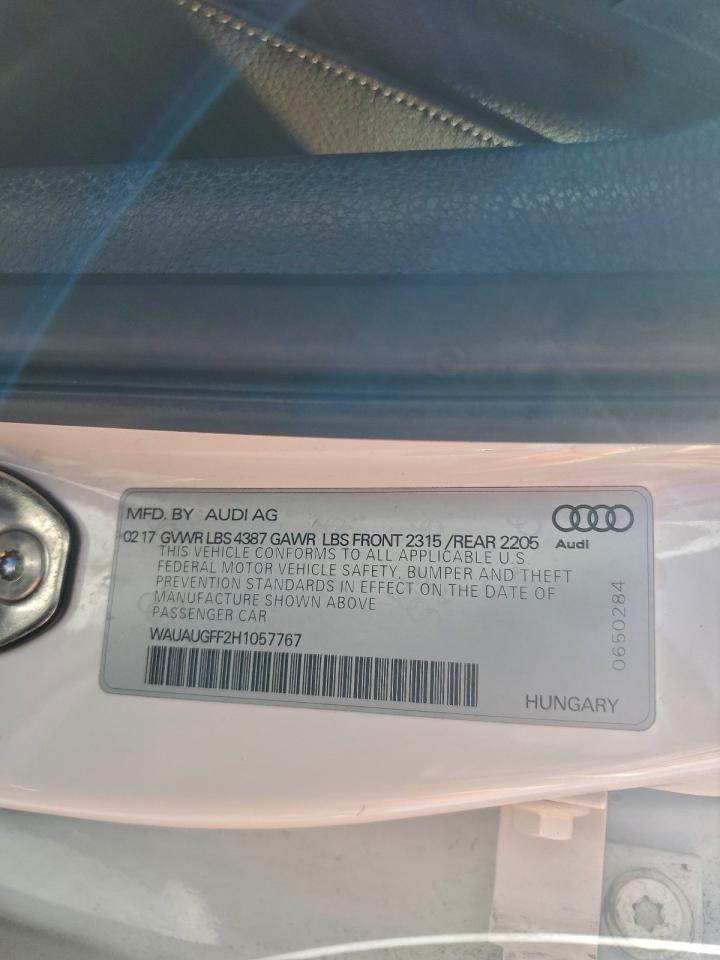 MFD. BY AUDI AG
02 17 GVWR LBS 4387 GAWR LBS FRONT 2315 /REAR 2205
Audi
THIS VEHICLE CONFORMS TO ALL APPLICABLE U.S.
FEDERAL MOTOR VEHICLE SAFETY, BUMPER AND THEFT
PREVENTION STANDARDS IN EFFECT ON THE DATE OF
MANUFACTURE SHOWN ABOVE
PASSENGER CAR
WAUAUGFF2H1057767
0650284
HUNGARY